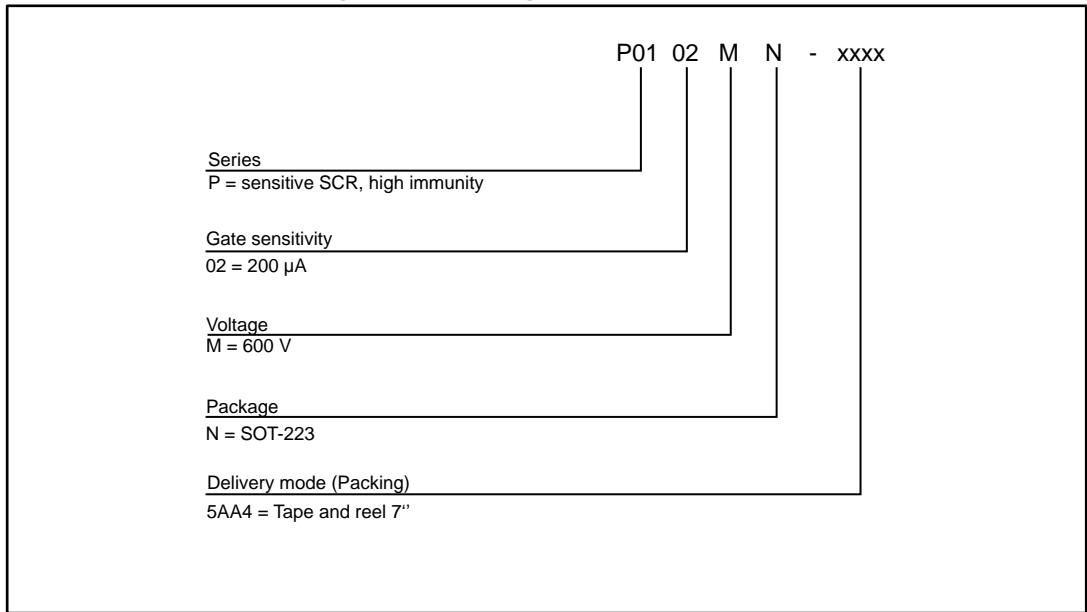 P01 02 M N - xxxx
Series
P = sensitive SCR, high immunity
Gate sensitivity
02 = 200 µA
Voltage
M = 600 V
Package
N = SOT-223
Delivery mode (Packing)
5AA4 = Tape and reel 7‘’